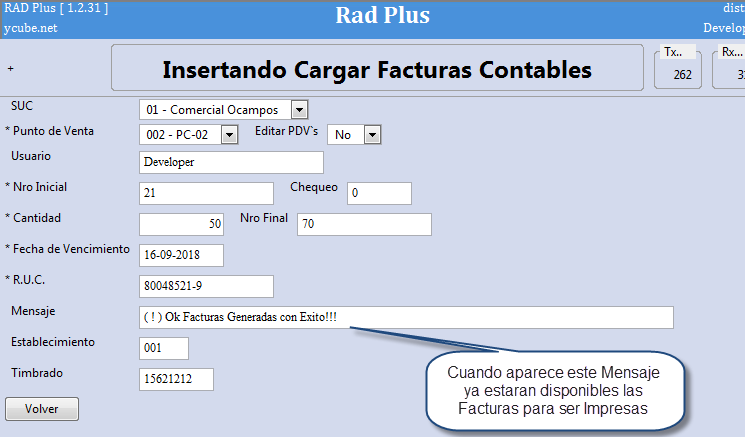 RAD Plus [ 1.2.31 ]
ycube.net
Rad Plus
dist
Develop
+
Insertando Cargar Facturas Contables
Tx..
262
Rx...
SUC
01 - Comercial Ocampos
* Punto de Venta
002 - PC-02
Editar PDV`s
No
Usuario
Developer
* Nro Inicial
21
Chequeo
0
* Cantidad
50
Nro Final
70
* Fecha de Vencimiento
16-09-2018
* R.U.C.
80048521-9
Mensaje
( ! ) Ok Facturas Generadas con Exito!!!
Establecimiento
001
Timbrado
15621212
Cuando aparece este Mensaje
ya estaran disponibles las
Facturas para ser Impresas
Volver